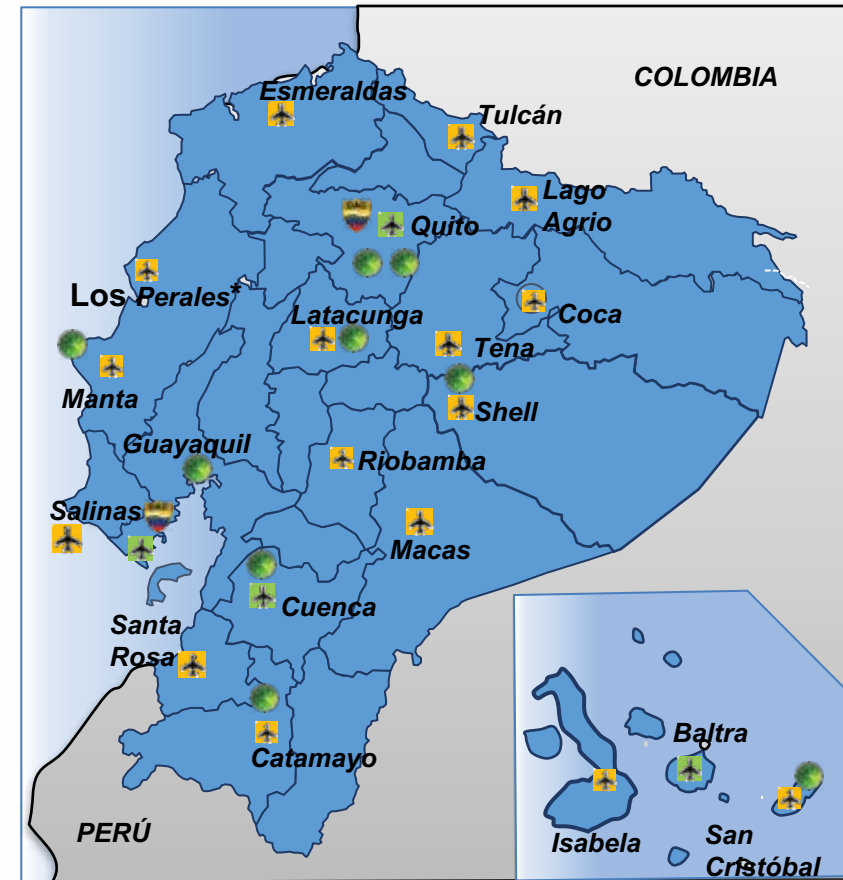 COLOMBIA
Esmeraldas
Tulcán
Lago
Agrio
Quito
Los Perales*
Latacunga
Coca
Tena
Manta
Shell
Guayaquil
Riobamba
Salinas
Macas
Cuenca
Santa
Rosa
Catamayo
Baltra
PERÚ
Isabela
San
Cristóbal